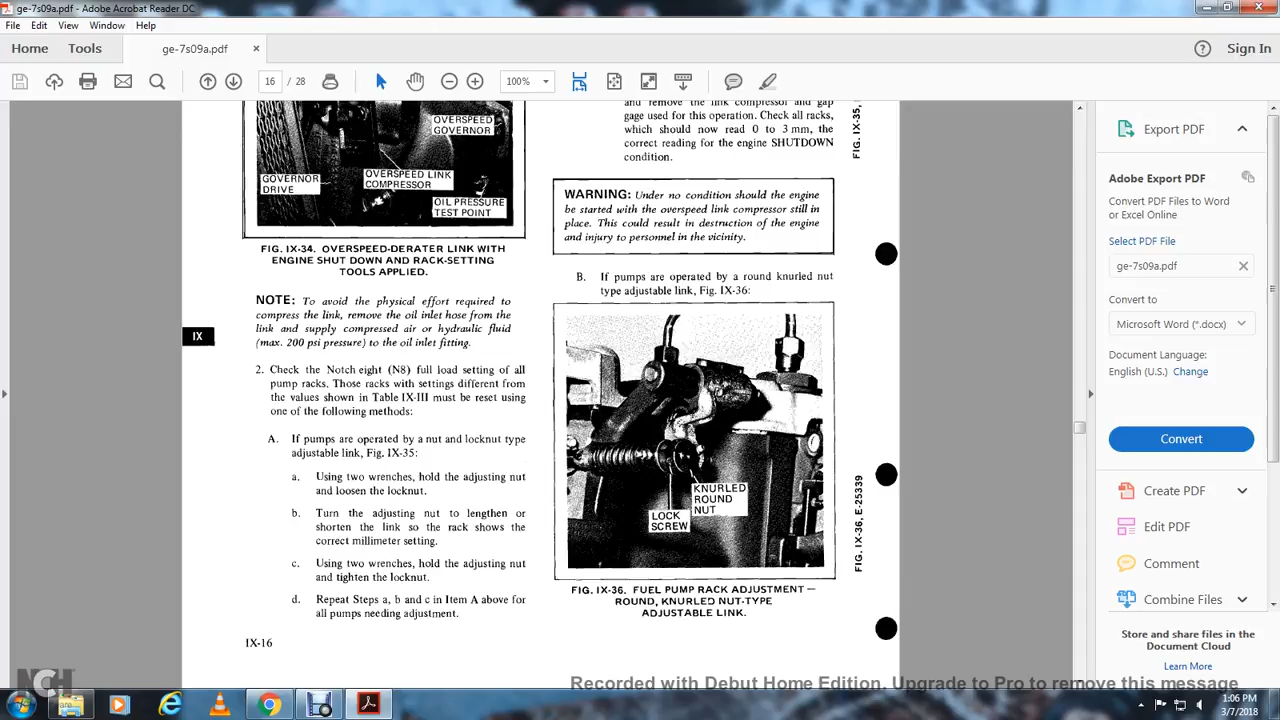 ge-7s09a.pdf - Adobe Acrobat Reader DC
File Edit View Window Help
Home Tools ge-7s09a.pdf × Sign In
16 / 28 100%
OVERSPEED
GOVERNOR
GOVERNOR
DRIVE
OVERSPEED LINK
COMPRESSOR
OIL PRESSURE
TEST POINT
FIG. IX-34. OVERSPEED-DERATER LINK WITH
ENGINE SHUT DOWN AND RACK-SETTING
TOOLS APPLIED.
NOTE: To avoid the physical effort required to
compress the link, remove the oil inlet hose from the
link and supply compressed air or hydraulic fluid
(max. 200 psi pressure) to the oil inlet fitting.
IX
2. Check the Notch eight (N8) full load setting of all
pump racks. Those racks with settings different from
the values shown in Table IX-III must be reset using
one of the following methods:
A. If pumps are operated by a nut and locknut type
adjustable link, Fig. IX-35:
a. Using two wrenches, hold the adjusting nut
and loosen the locknut.
b. Turn the adjusting nut to lengthen or
shorten the link so the rack shows the
correct millimeter setting.
c. Using two wrenches, hold the adjusting nut
and tighten the locknut.
d. Repeat Steps a, b and c in Item A above for
all pumps needing adjustment.
IX-16
and remove the link compressor and gap
gage used for this operation. Check all racks,
which should now read 0 to 3 mm, the
correct reading for the engine SHUTDOWN
condition.
FIG. IX-35,
WARNING: Under no condition should the engine
be started with the overspeed link compressor still in
place. This could result in destruction of the engine
and injury to personnel in the vicinity.
B. If pumps are operated by a round knurled nut
type adjustable link, Fig. IX-36:
KNURLED
ROUND
NUT
LOCK
SCREW
FIG. IX-36, E-25339
FIG. IX-36. FUEL PUMP RACK ADJUSTMENT —
ROUND, KNURLED NUT-TYPE
ADJUSTABLE LINK.
Export PDF
Adobe Export PDF
Convert PDF Files to Word
or Excel Online
Select PDF File
ge-7s09a.pdf
Convert to
Microsoft Word (*.docx)
Document Language:
English (U.S.) Change
Convert
Create PDF
Edit PDF
Comment
Combine Files
Store and share files in the
Document Cloud
Learn More
NCH
Recorded with Debut Home Edition. Upgrade to Pro to remove this message
1:06 PM
3/7/2018